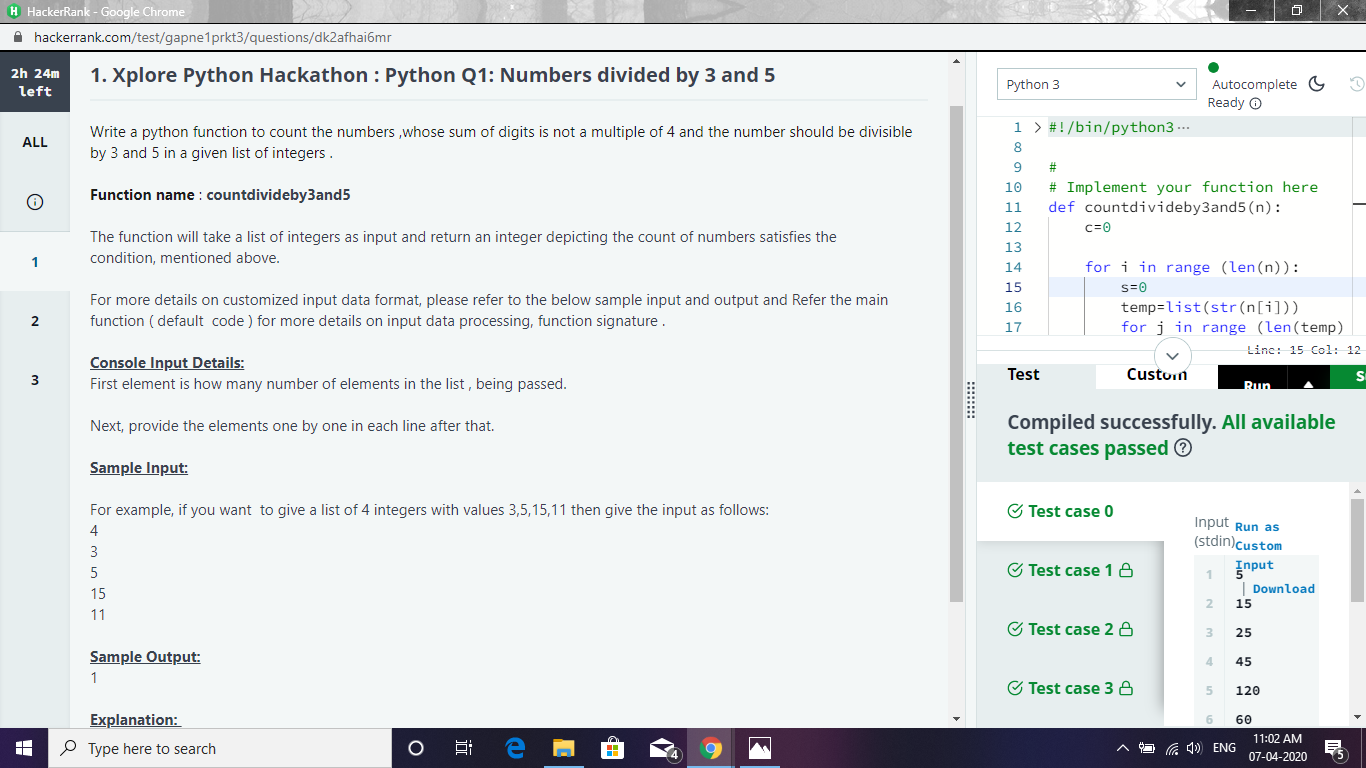 HackerRank - Google Chrome
hackerrank.com/test/gapne1prkt3/questions/dk2afhai6mr
2h 24m
left
ALL
1
2
3
1. Xplore Python Hackathon : Python Q1: Numbers divided by 3 and 5
Write a python function to count the numbers ,whose sum of digits is not a multiple of 4 and the number should be divisible
by 3 and 5 in a given list of integers .
Function name : countdivideby3and5
The function will take a list of integers as input and return an integer depicting the count of numbers satisfies the
condition, mentioned above.
For more details on customized input data format, please refer to the below sample input and output and Refer the main
function ( default code ) for more details on input data processing, function signature .
Console Input Details:
First element is how many number of elements in the list , being passed.
Next, provide the elements one by one in each line after that.
Sample Input:
For example, if you want to give a list of 4 integers with values 3,5,15,11 then give the input as follows:
4
3
5
15
11
Sample Output:
1
Explanation:
Python 3
Autocomplete
Ready
1 > #!/bin/python3 ...
8
9 #
10 # Implement your function here
11 def countdivideby3and5(n):
12 c=0
13
14 for i in range (len(n)):
15 s=0
16 temp=list(str(n[i]))
17 for j in range (len(temp)
Line: 15 Col: 12
Test
Custom
Run
S
Compiled successfully. All available
test cases passed
Test case 0
Test case 1
Test case 2
Test case 3
Input
(stdin)
Run as
Custom
Input
| Download
1 5
2 15
3 25
4 45
5 120
6 60
Type here to search
4
ENG
11:02 AM
07-04-2020
5